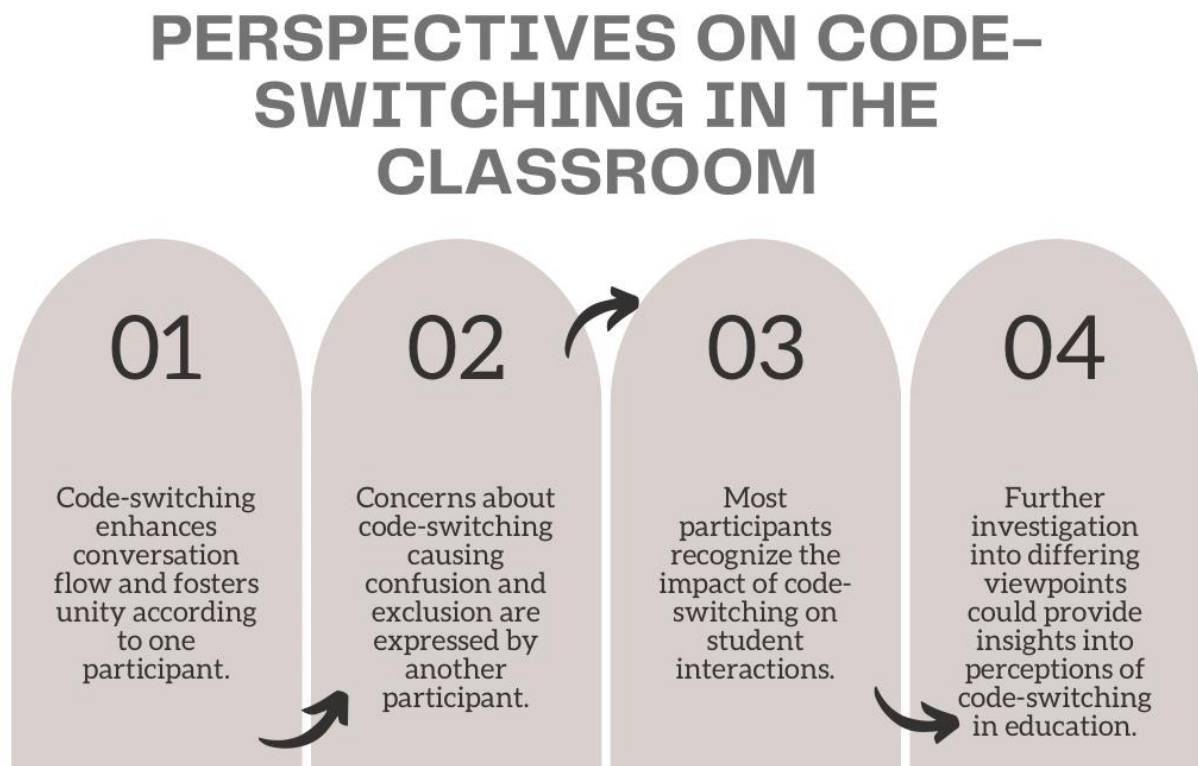 PERSPECTIVES ON CODE-
SWITCHING IN THE
CLASSROOM
01
Code-switching
enhances
conversation
flow and fosters
unity according
to one
participant.
02
Concerns about
code-switching
causing
confusion and
exclusion are
expressed by
another
participant.
03
Most
participants
recognize the
impact of code-
switching on
student
interactions.
04
Further
investigation
into differing
viewpoints
could provide
insights into
perceptions of
code-switching
in education.